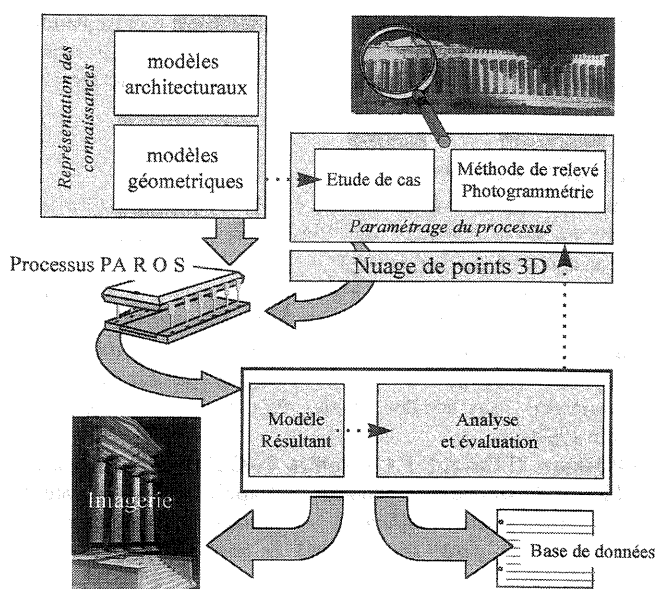 Représentation des
connaissances
modèles
architecturaux
modèles
géometriques
Etude de cas
Méthode de relevé
Photogrammétrie
Paramétrage du processus
Nuage de points 3D
Processus PA R O S
Modèle
Résultant
Analyse
et évaluation
Imagerie
Base de données